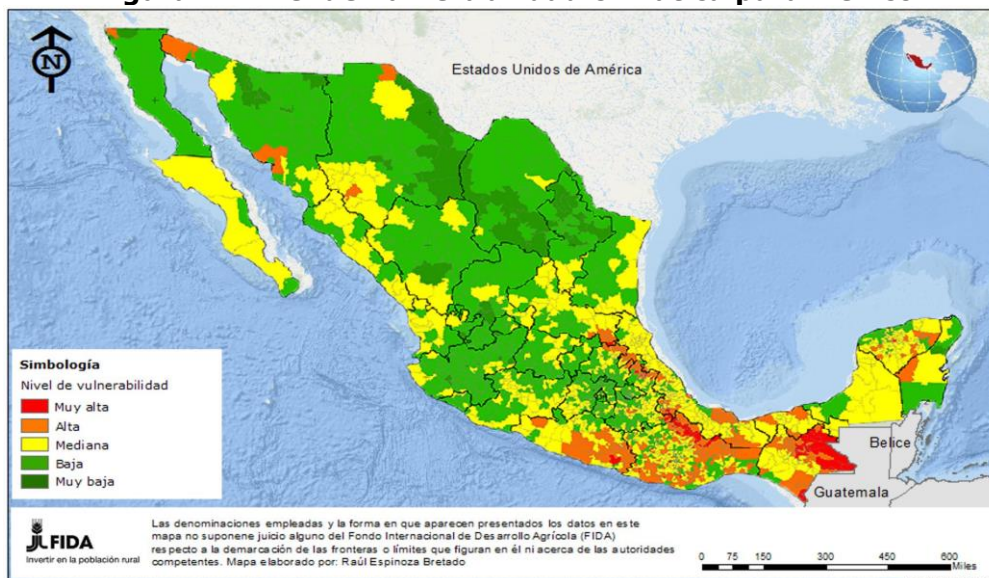 N
Estados Unidos de América
Belice
Guatemala
Simbología
Nivel de vulnerabilidad
Muy alta
Alta
Mediana
Baja
Muy baja
FIDA
Invertir en la población rural
Las denominaciones empleadas y la forma en que aparecen presentados los datos en este
mapa no suponene juicio alguno del Fondo Internacional de Desarrollo Agrícola (FIDA)
respecto a la demarcación de las fronteras o límites que figuran en él ni acerca de las autoridades
competentes. Mapa elaborado por: Raúl Espinoza Bretado
0 75 150 300 450 600
Miles